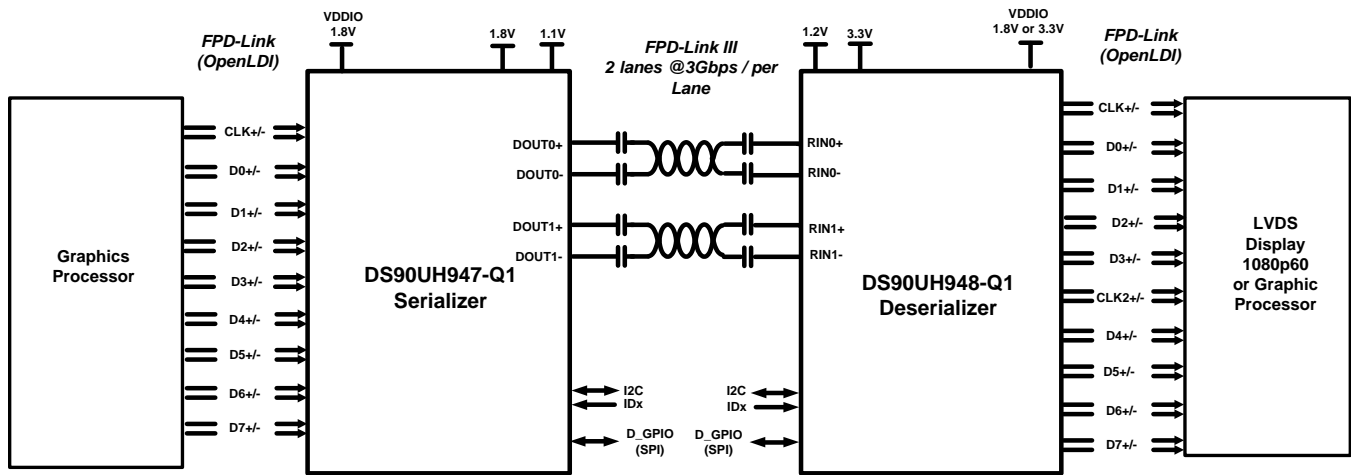 VDDIO
1.8V
1.8V
1.1V
FPD-Link
(OpenLDI)
FPD-Link III
2 lanes @3Gbps / per
Lane
1.2V
3.3V
VDDIO
1.8V or 3.3V
FPD-Link
(OpenLDI)
Graphics
Processor
CLK+/-
D0+/-
D1+/-
D2+/-
D3+/-
D4+/-
D5+/-
D6+/-
D7+/-
DS90UH947-Q1
Serializer
DOUT0+
DOUT0-
DOUT1+
DOUT1-
I2C
IDx
D_GPIO
(SPI)
RIN0+
RIN0-
RIN1+
RIN1-
I2C
IDx
D_GPIO
(SPI)
DS90UH948-Q1
Deserializer
CLK+/-
D0+/-
D1+/-
D2+/-
D3+/-
CLK2+/-
D4+/-
D5+/-
D6+/-
D7+/-
LVDS
Display
1080p60
or Graphic
Processor